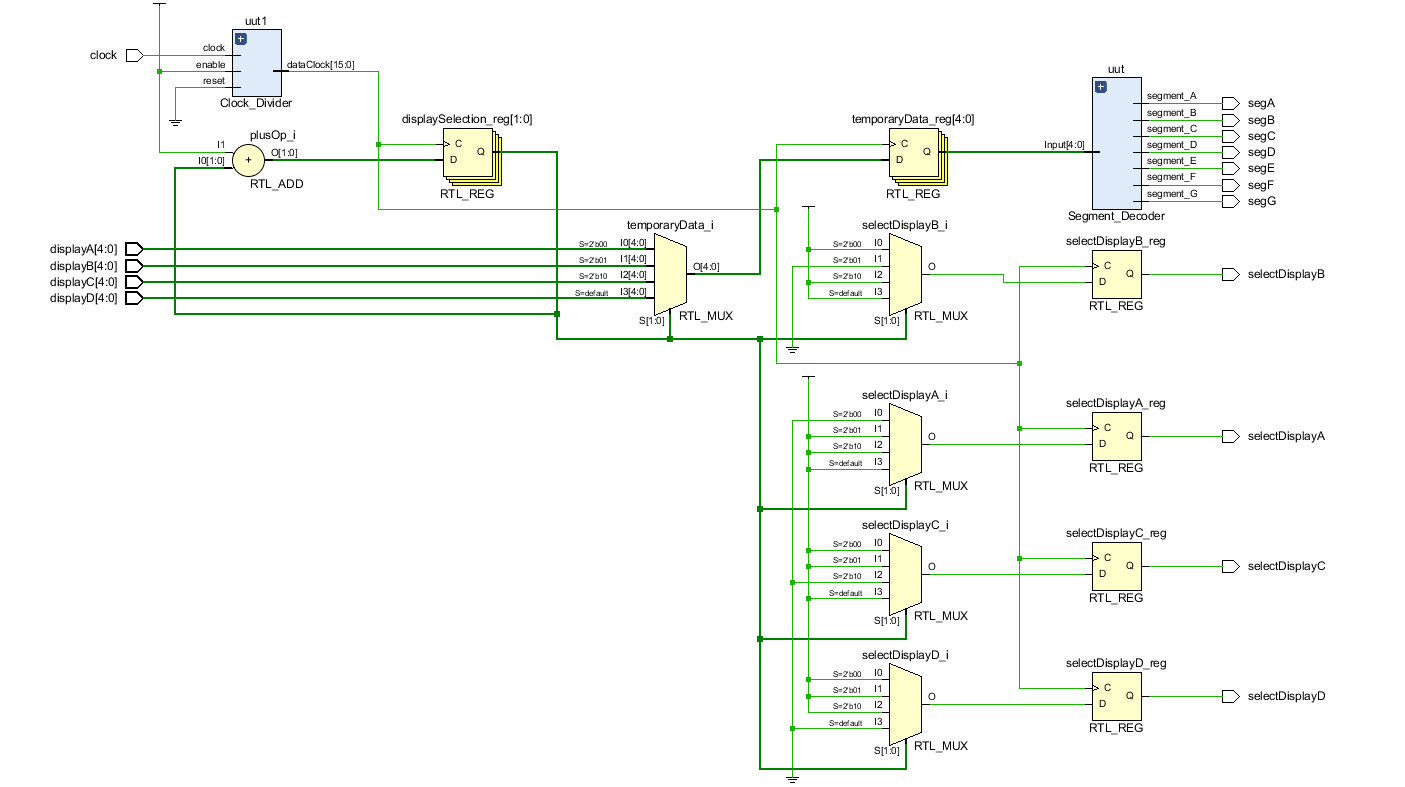 uut1
clock
clock
enable
reset
dataClock[15:0]
Clock_Divider
plusOp_i
I1
I0[1:0]
+
O[1:0]
RTL_ADD
displaySelection_reg[1:0]
C
D
Q
RTL_REG
temporaryData_reg[4:0]
C
D
Q
RTL_REG
uut
Input[4:0]
segment_A
segment_B
segment_C
segment_D
segment_E
segment_F
segment_G
Segment_Decoder
segA
segB
segC
segD
segE
segF
segG
displayA[4:0]
displayB[4:0]
displayC[4:0]
displayD[4:0]
temporaryData_i
S=2'b00 I0[4:0]
S=2'b01 I1[4:0]
S=2'b10 I2[4:0]
S=default I3[4:0]
S[1:0]
O[4:0]
RTL_MUX
selectDisplayB_i
S=2'b00 I0
S=2'b01 I1
S=2'b10 I2
S=default I3
S[1:0]
O
RTL_MUX
selectDisplayB_reg
C
D
Q
RTL_REG
selectDisplayB
selectDisplayA_i
S=2'b00 I0
S=2'b01 I1
S=2'b10 I2
S=default I3
S[1:0]
O
RTL_MUX
selectDisplayA_reg
C
D
Q
RTL_REG
selectDisplayA
selectDisplayC_i
S=2'b00 I0
S=2'b01 I1
S=2'b10 I2
S=default I3
S[1:0]
O
RTL_MUX
selectDisplayC_reg
C
D
Q
RTL_REG
selectDisplayC
selectDisplayD_i
S=2'b00 I0
S=2'b01 I1
S=2'b10 I2
S=default I3
S[1:0]
O
RTL_MUX
selectDisplayD_reg
C
D
Q
RTL_REG
selectDisplayD